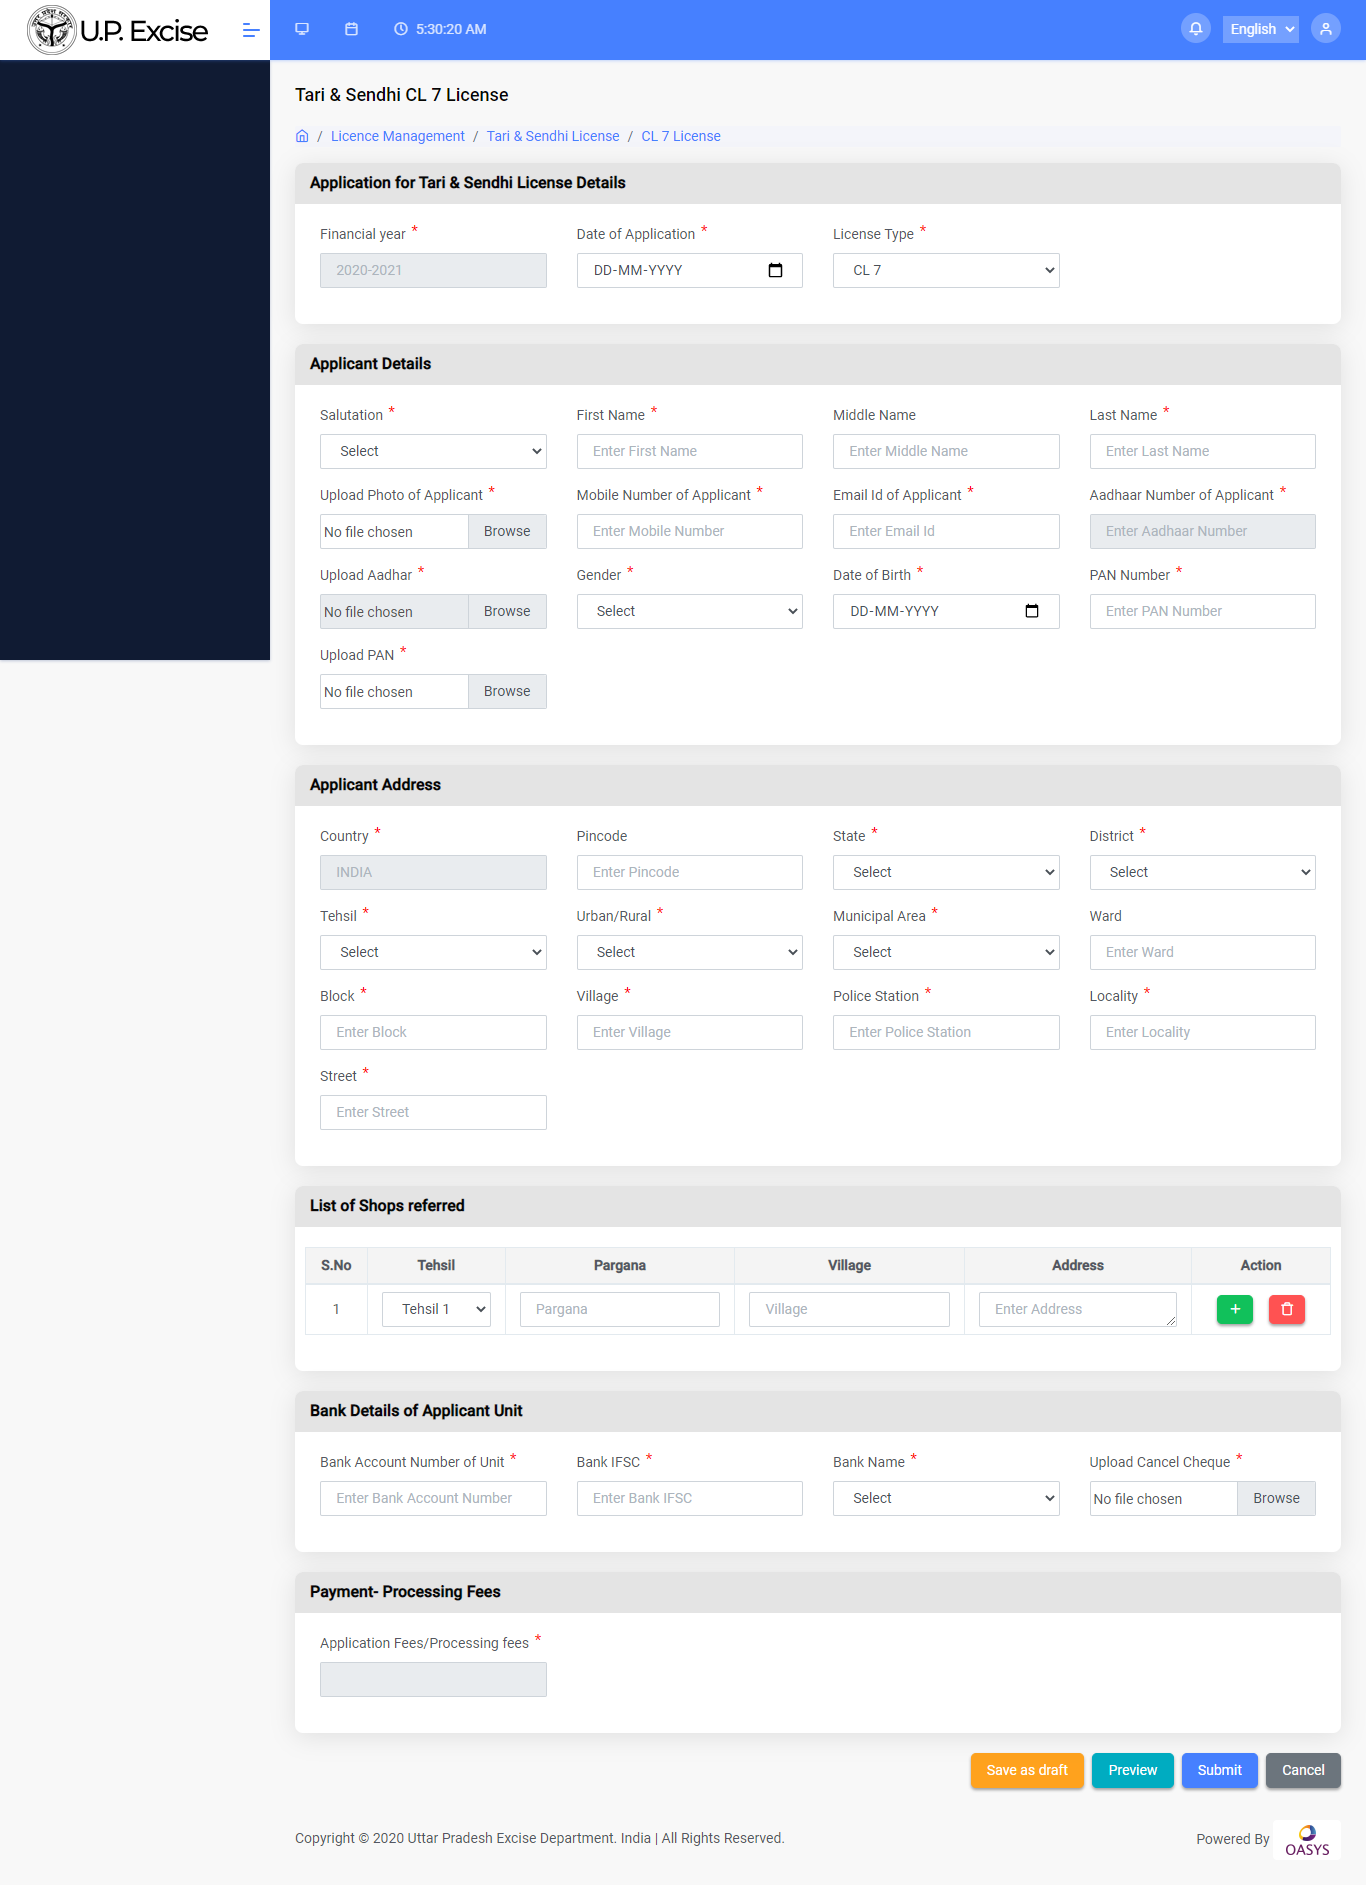 U.P. Excise
5:30:20 AM
English
Tari & Sendhi CL 7 License
/ Licence Management / Tari & Sendhi License / CL 7 License
Application for Tari & Sendhi License Details
Financial year * Date of Application * License Type *
2020-2021 DD-MM-YYYY CL 7
Applicant Details
Salutation * First Name * Middle Name Last Name *
Select Enter First Name Enter Middle Name Enter Last Name
Upload Photo of Applicant * Mobile Number of Applicant * Email Id of Applicant * Aadhaar Number of Applicant *
No file chosen Browse Enter Mobile Number Enter Email Id Enter Aadhaar Number
Upload Aadhar * Gender * Date of Birth * PAN Number *
No file chosen Browse Select DD-MM-YYYY Enter PAN Number
Upload PAN *
No file chosen Browse
Applicant Address
Country * Pincode State * District *
INDIA Enter Pincode Select Select
Tehsil * Urban/Rural * Municipal Area * Ward
Select Select Select Enter Ward
Block * Village * Police Station * Locality *
Enter Block Enter Village Enter Police Station Enter Locality
Street *
Enter Street
List of Shops referred
S.No Tehsil Pargana Village Address Action
1 Tehsil 1 Pargana Village Enter Address +
Bank Details of Applicant Unit
Bank Account Number of Unit * Bank IFSC * Bank Name * Upload Cancel Cheque *
Enter Bank Account Number Enter Bank IFSC Select No file chosen Browse
Payment- Processing Fees
Application Fees/Processing fees *
Save as draft Preview Submit Cancel
Copyright © 2020 Uttar Pradesh Excise Department. India | All Rights Reserved. Powered By OASYS